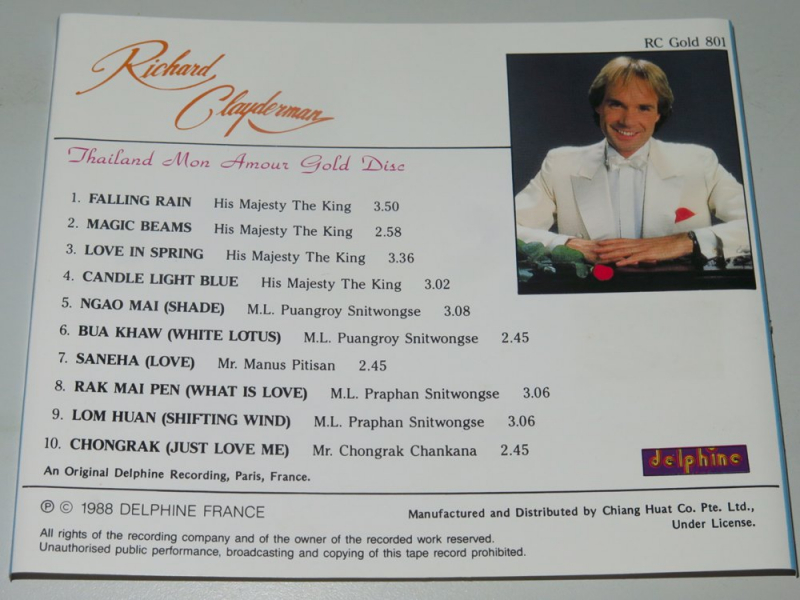 RC Gold 801
Richard
Clayderman
Thailand Mon Amour Gold Disc
1. FALLING RAIN His Majesty The King 3.50
2. MAGIC BEAMS His Majesty The King 2.58
3. LOVE IN SPRING His Majesty The King 3.36
4. CANDLE LIGHT BLUE His Majesty The King 3.02
5. NGAO MAI (SHADE) M.L. Puangroy Snitwongse 3.08
6. BUA KHAW (WHITE LOTUS) M.L. Puangroy Snitwongse 2.45
7. SANEHA (LOVE) Mr. Manus Pitisan 2.45
8. RAK MAI PEN (WHAT IS LOVE) M.L. Praphan Snitwongse 3.06
9. LOM HUAN (SHIFTING WIND) M.L. Praphan Snitwongse 3.06
10. CHONGRAK (JUST LOVE ME) Mr. Chongrak Chankana 2.45
An Original Delphine Recording, Paris, France.
delphine
℗ © 1988 DELPHINE FRANCE
Manufactured and Distributed by Chiang Huat Co. Pte. Ltd.,
Under License.
All rights of the recording company and of the owner of the recorded work reserved.
Unauthorised public performance, broadcasting and copying of this tape record prohibited.